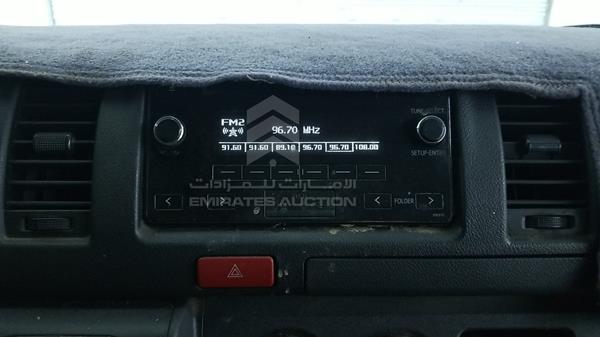 FM2
TUNE/SELECT
96.70 MHz
91.60 91.60 89.10 96.70 96.70 108.00
SETUP-ENTER
الامارات للمزادات
EMIRATES AUCTION
FOLDER